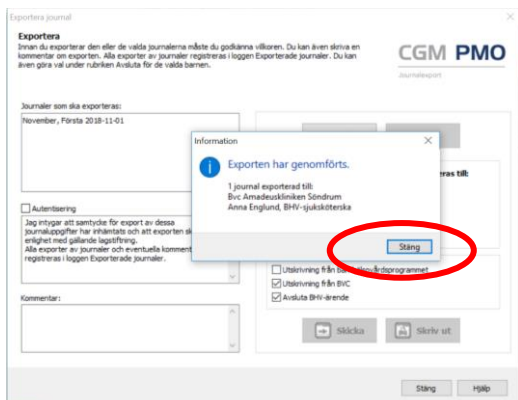 Exportera journal
Exportera
Innan du exporterar den eller de valda journalerna måste du godkänna villkoren. Du kan även skriva en
kommentar om exporten. Alla exporter av journaler registreras i loggen Exporterade journaler. Du kan
även göra val under rubriken Avsluta för de valda barnen.
CGM PMO
Journalexport
Journaler som ska exporteras:
November, Första 2018-11-01
Information
Exporten har genomförts.
1 journal exporterad till:
Bvc Amadeuskliniken Söndrum
Anna Englund, BHV-sjuksköterska
Stäng
eras till:
Autentisering
Jag intygar att samtycke för export av dessa
journaluppgifter har inhämtats och att exporten sk
enlighet med gällande lagstiftning.
Alla exporter av journaler och eventuella komment
registreras i loggen Exporterade journaler.
Utskrivning från
Utskrivning från BVC
Avsluta BHV-ärende
Kommentar:
Skicka
Skriv ut
Stäng
Hjälp